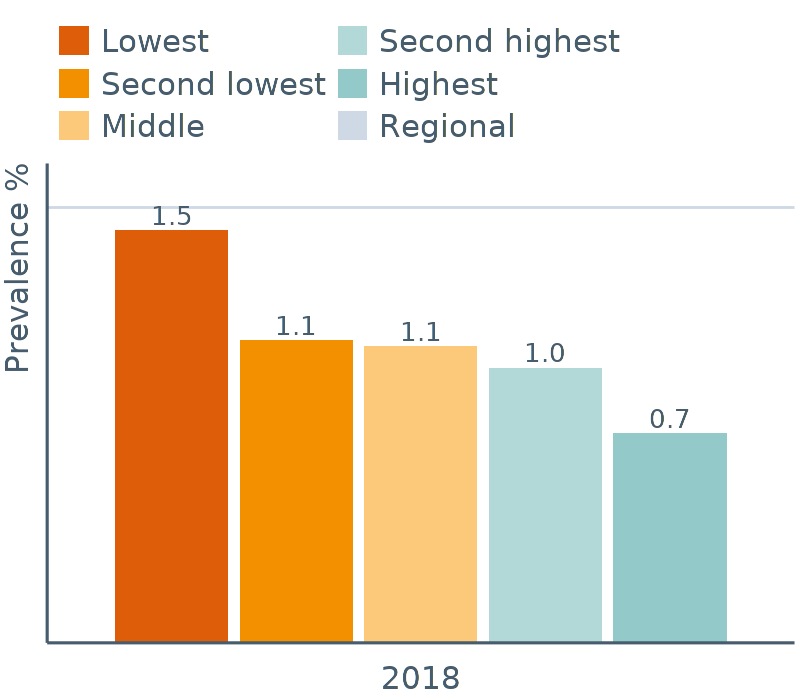 Lowest
Second lowest
Middle
Second highest
Highest
Regional
Prevalence %
1.5
1.1
1.1
1.0
0.7
2018